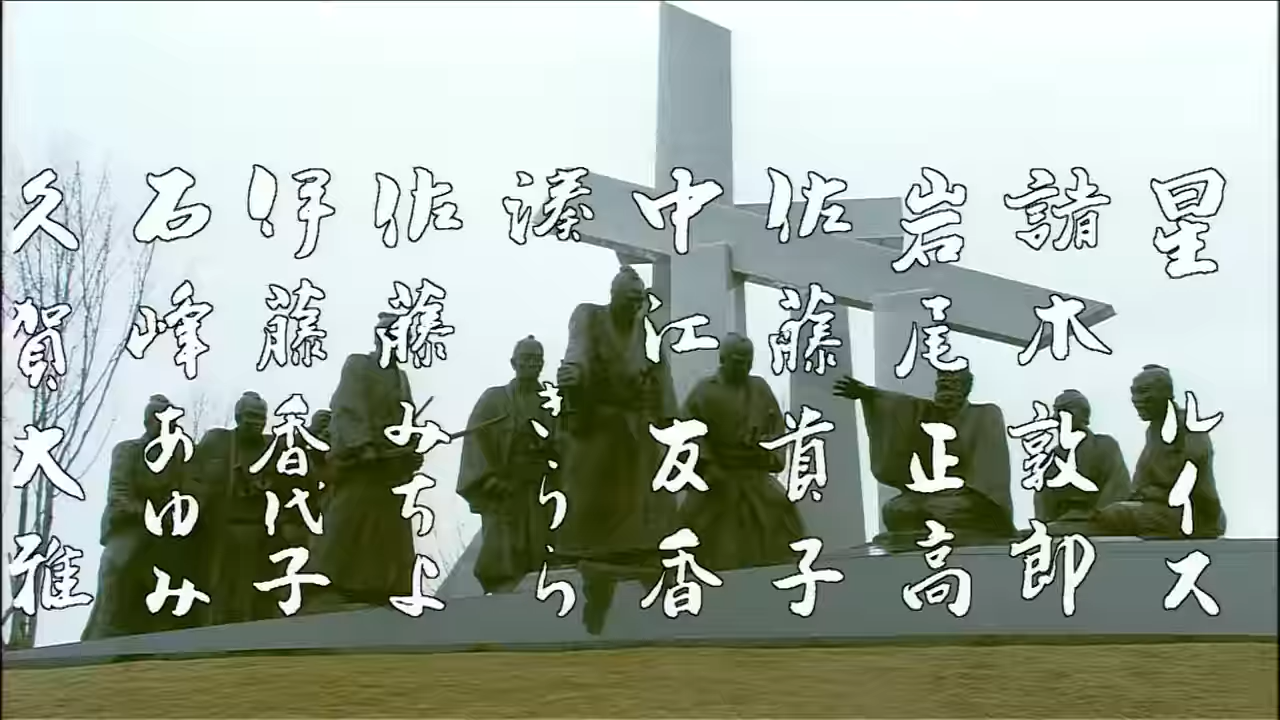 星 ルイス
諸木敦郎
岩尾正高
佐藤貢子
中江友香
湊 きらら
佐藤みちよ
伊藤香代子
石峰あゆみ
久賀大雅